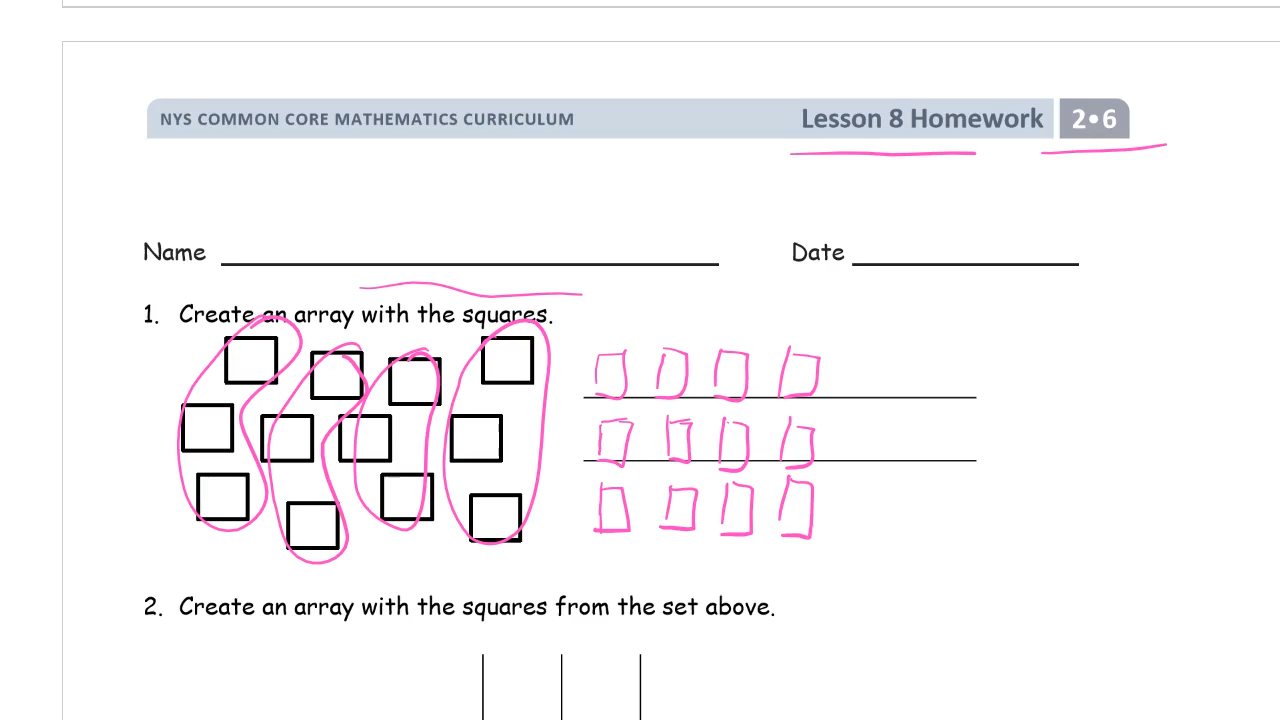 NYS COMMON CORE MATHEMATICS CURRICULUM Lesson 8 Homework 2•6
Name Date
1. Create an array with the squares.
2. Create an array with the squares from the set above.